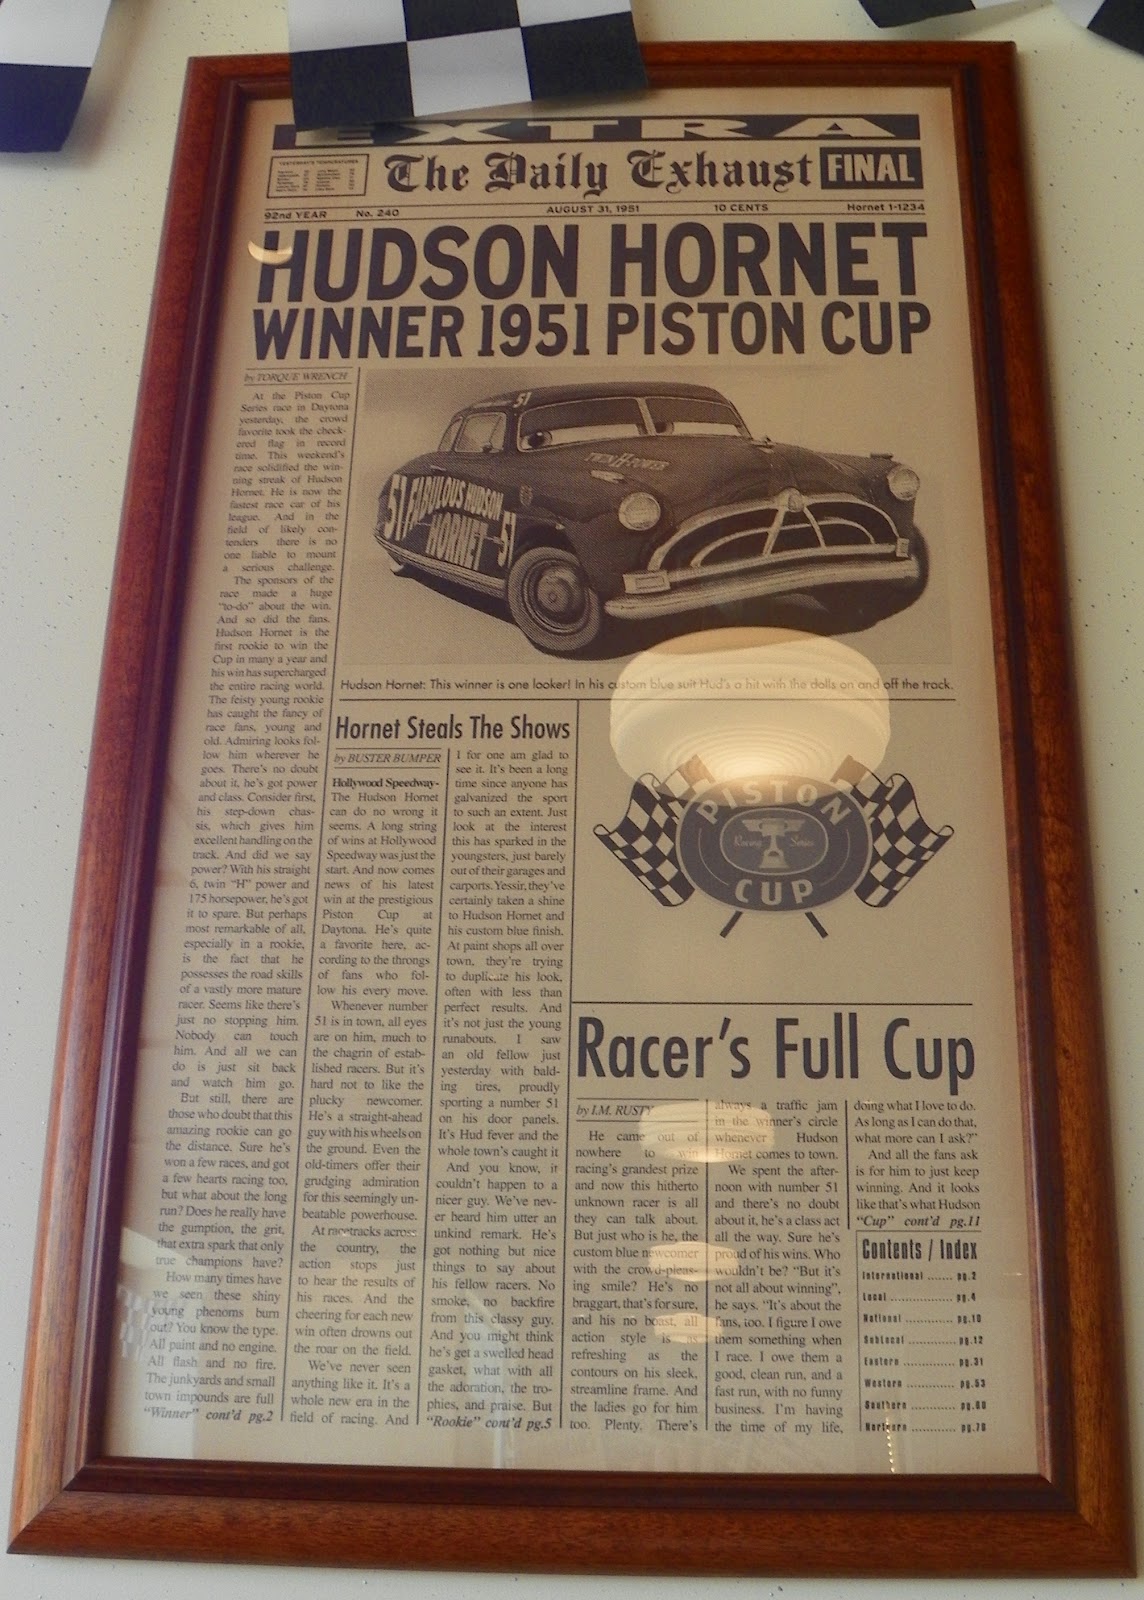 EXTRA
The Daily Exhaust
FINAL
YESTERDAY'S TEMPERATURES
92nd YEAR No. 240 AUGUST 31, 1951 10 CENTS Hornet 1-1234
HUDSON HORNET
WINNER 1951 PISTON CUP
by TORQUE WRENCH
At the Piston Cup
Series race in Daytona
yesterday, the crowd
favorite took the check-
ered flag in record
time. This weekend's
race solidified the win-
ning streak of Hudson
Hornet. He is now the
fastest race car of his
league. And in the
field of likely con-
tenders there is no
one liable to mount
a serious challenge.
The sponsors of the
race made a huge
"to-do" about the win.
And so did the fans.
Hudson Hornet is the
first rookie to win the
Cup in many a year and
his win has supercharged
the entire racing world.
The feisty young rookie
has caught the fancy of
race fans, young and
old. Admiring looks fol-
low him wherever he
goes. There's no doubt
about it, he's got power
and class. Consider first,
his step-down chas-
sis, which gives him
excellent handling on the
track. And did we say
power? With his straight
6, twin "H" power and
175 horsepower, he's got
it to spare. But perhaps
most remarkable of all,
especially in a rookie,
is the fact that he
possesses the road skills
of a vastly more mature
racer. Seems like there's
just no stopping him.
Nobody can touch
him. And all we can
do is just sit back
and watch him go.
But still, there are
those who doubt that this
amazing rookie can go
the distance. Sure he's
won a few races, and got
a few hearts racing too,
but what about the long
run? Does he really have
the gumption, the grit,
that extra spark that only
true champions have?
How many times have
we seen these shiny
young phenoms burn
out? You know the type.
All paint and no engine.
All flash and no fire.
The junkyards and small
town impounds are full
"Winner" cont'd pg.2
51
TWIN H-POWER
51 FABULOUS HUDSON HORNET 51
Hudson Hornet: This winner is one looker! In his custom blue suit Hud's a hit with the dolls on and off the track.
Hornet Steals The Shows
by BUSTER BUMPER
Hollywood Speedway-
The Hudson Hornet
can do no wrong it
seems. A long string
of wins at Hollywood
Speedway was just the
start. And now comes
news of his latest
win at the prestigious
Piston Cup at
Daytona. He's quite
a favorite here, ac-
cording to the throngs
of fans who fol-
low his every move.
Whenever number
51 is in town, all eyes
are on him, much to
the chagrin of estab-
lished racers. But it's
hard not to like the
plucky newcomer.
He's a straight-ahead
guy with his wheels on
the ground. Even the
old-timers offer their
grudging admiration
for this seemingly un-
beatable powerhouse.
At racetracks across
the country, the
action stops just
to hear the results of
his races. And the
cheering for each new
win often drowns out
the roar on the field.
We've never seen
anything like it. It's a
whole new era in the
field of racing. And
I for one am glad to
see it. It's been a long
time since anyone has
galvanized the sport
to such an extent. Just
look at the interest
this has sparked in the
youngsters, just barely
out of their garages and
carports. Yessir, they've
certainly taken a shine
to Hudson Hornet and
his custom blue finish.
At paint shops all over
town, they're trying
to duplicate his look,
often with less than
perfect results. And
it's not just the young
runabouts. I saw
an old fellow just
yesterday with bald-
ing tires, proudly
sporting a number 51
on his door panels.
It's Hud fever and the
whole town's caught it
And you know, it
couldn't happen to a
nicer guy. We've nev-
er heard him utter an
unkind remark. He's
got nothing but nice
things to say about
his fellow racers. No
smoke, no backfire
from this classy guy.
And you might think
he's get a swelled head
gasket, what with all
the adoration, the tro-
phies, and praise. But
"Rookie" cont'd pg.5
PISTON
Racing Series
CUP
Racer's Full Cup
by I.M. RUSTY
He came out of
nowhere to win
racing's grandest prize
and now this hitherto
unknown racer is all
they can talk about.
But just who is he, the
custom blue newcomer
with the crowd-pleas-
ing smile? He's no
braggart, that's for sure,
and his no boast, all
action style is as
refreshing as the
contours on his sleek,
streamline frame. And
the ladies go for him
too. Plenty. There's
always a traffic jam
in the winner's circle
whenever Hudson
Hornet comes to town.
We spent the after-
noon with number 51
and there's no doubt
about it, he's a class act
all the way. Sure he's
proud of his wins. Who
wouldn't be? "But it's
not all about winning",
he says. "It's about the
fans, too. I figure I owe
them something when
I race. I owe them a
good, clean run, and a
fast run, with no funny
business. I'm having
the time of my life,
doing what I love to do.
As long as I can do that,
what more can I ask?"
And all the fans ask
is for him to just keep
winning. And it looks
like that's what Hudson
"Cup" cont'd pg.11
Contents / Index
International ....... pg.2
Local ................ pg.4
National ............ pg.10
Sublocal ............ pg.12
Eastern ............. pg.31
Western ............. pg.53
Southern ............ pg.60
Northern ............ pg.78